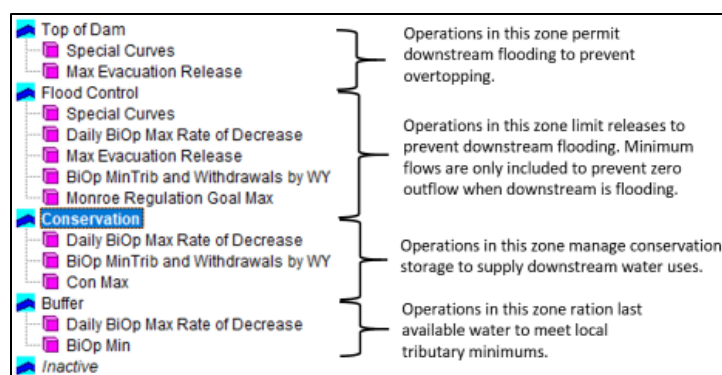 Top of Dam
Special Curves
Max Evacuation Release
Flood Control
Special Curves
Daily BiOp Max Rate of Decrease
Max Evacuation Release
BiOp MinTrib and Withdrawals by WY
Monroe Regulation Goal Max
Conservation
Daily BiOp Max Rate of Decrease
BiOp MinTrib and Withdrawals by WY
Con Max
Buffer
Daily BiOp Max Rate of Decrease
BiOp Min
Inactive
Operations in this zone permit
downstream flooding to prevent
overtopping.
Operations in this zone limit releases to
prevent downstream flooding. Minimum
flows are only included to prevent zero
outflow when downstream is flooding.
Operations in this zone manage conservation
storage to supply downstream water uses.
Operations in this zone ration last
available water to meet local
tributary minimums.